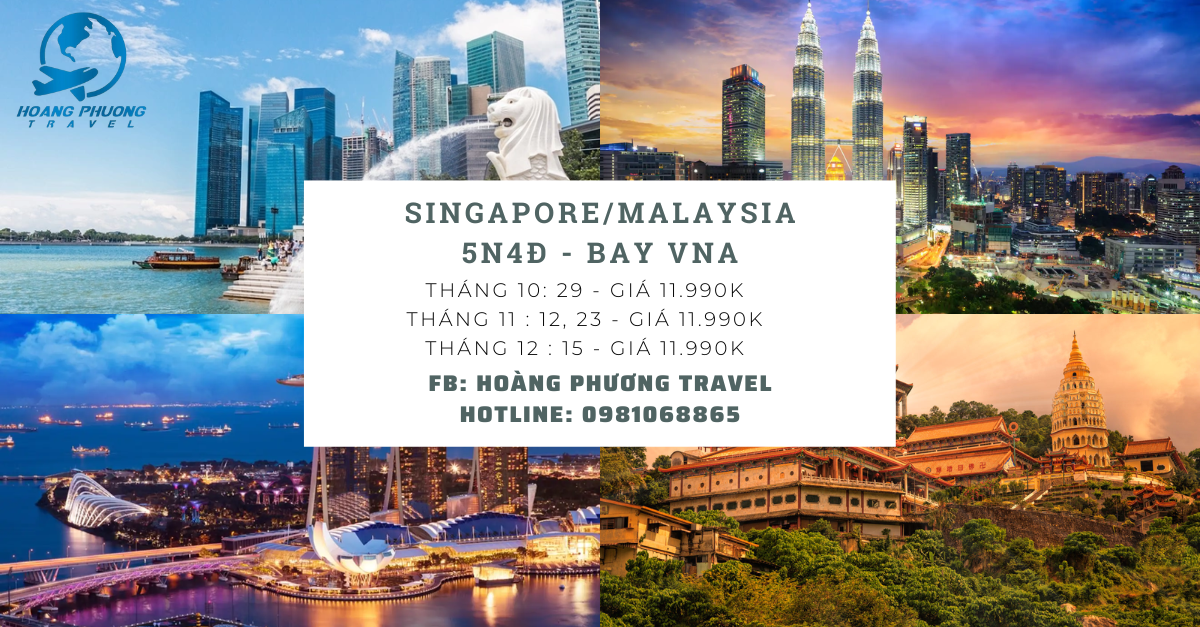 HOANG PHUONG
TRAVEL
SINGAPORE/MALAYSIA
5N4Đ - BAY VNA
THÁNG 10: 29 - GIÁ 11.990K
THÁNG 11 : 12, 23 - GIÁ 11.990K
THÁNG 12 : 15 - GIÁ 11.990K
FB: HOÀNG PHƯƠNG TRAVEL
HOTLINE: 0981068865